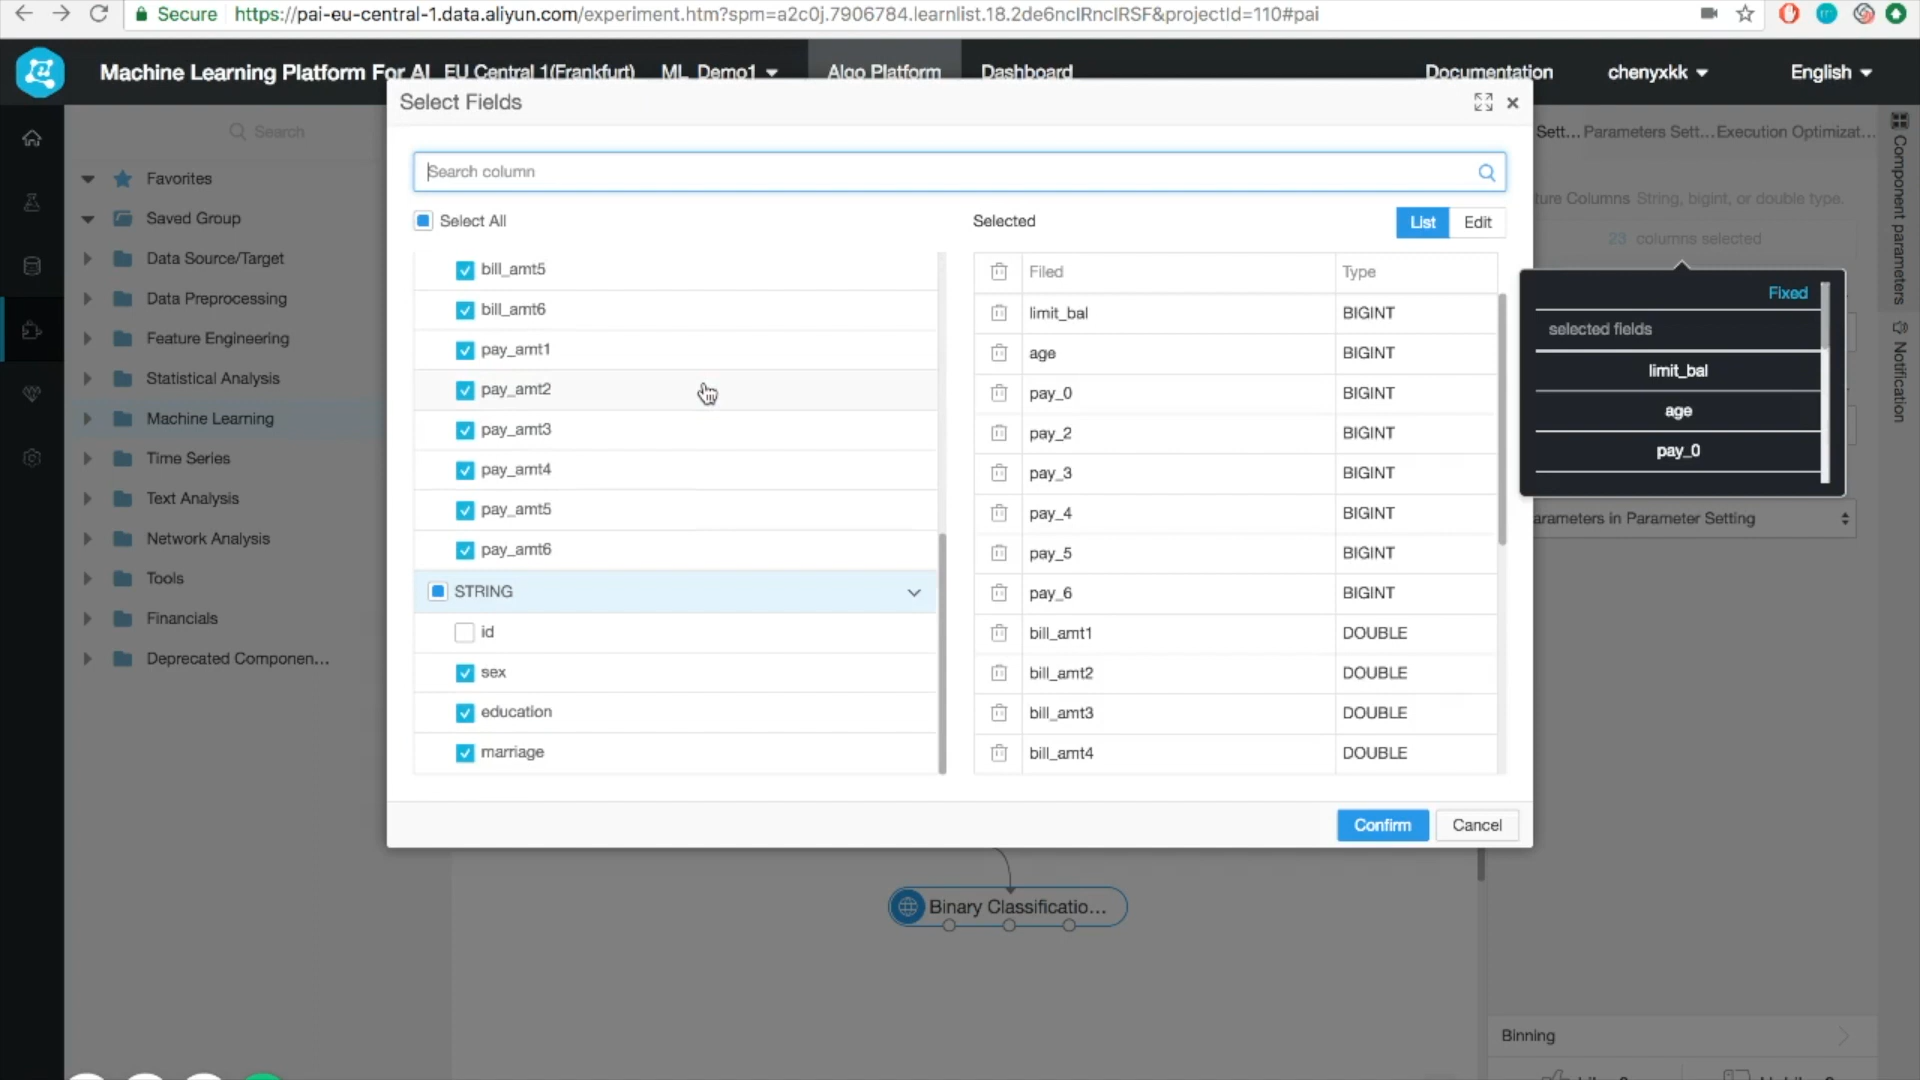 Secure
https://pai-eu-central-1.data.aliyun.com/experiment.htm?spm=a2c0j.7906784.learnlist.18.2de6nclRnclRSF&projectId=110#pai
Machine Learning Platform For AI
EU Central 1(Frankfurt)
ML_Demo1
Algo Platform
Dashboard
Documentation
chenyxkk
English
Search
Favorites
Saved Group
Data Source/Target
Data Preprocessing
Feature Engineering
Statistical Analysis
Machine Learning
Time Series
Text Analysis
Network Analysis
Tools
Financials
Deprecated Componen...
Select Fields
Search column
Select All
bill_amt5
bill_amt6
pay_amt1
pay_amt2
pay_amt3
pay_amt4
pay_amt5
pay_amt6
STRING
id
sex
education
marriage
Selected
List
Edit
Filed Type
limit_bal BIGINT
age BIGINT
pay_0 BIGINT
pay_2 BIGINT
pay_3 BIGINT
pay_4 BIGINT
pay_5 BIGINT
pay_6 BIGINT
bill_amt1 DOUBLE
bill_amt2 DOUBLE
bill_amt3 DOUBLE
bill_amt4 DOUBLE
Confirm
Cancel
Binary Classificatio...
Sett... Parameters Sett... Execution Optimizat...
ture Columns String, bigint, or double type.
23 columns selected
Fixed
selected fields
limit_bal
age
pay_0
arameters in Parameter Setting
Binning
Component parameters
Notification